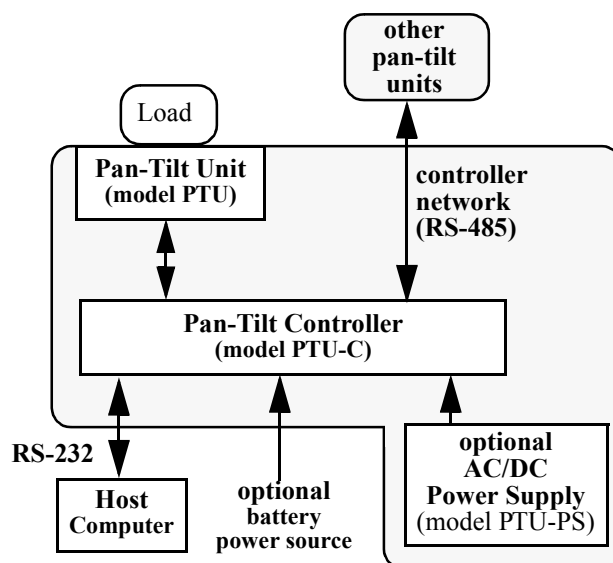 other
pan-tilt
units
Load
Pan-Tilt Unit
(model PTU)
controller
network
(RS-485)
Pan-Tilt Controller
(model PTU-C)
RS-232
Host
Computer
optional
battery
power source
optional
AC/DC
Power Supply
(model PTU-PS)